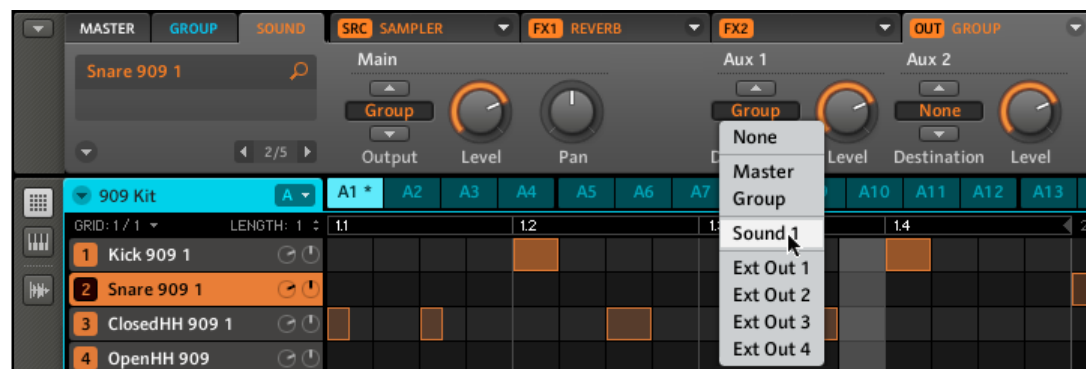 MASTER GROUP SOUND SRC SAMPLER FX1 REVERB FX2 OUT GROUP
Snare 909 1
2/5
Main
Group
Output Level Pan
Aux 1
Group
D Level
Aux 2
None
Destination Level
None
Master
Group
Sound 1
Ext Out 1
Ext Out 2
Ext Out 3
Ext Out 4
909 Kit A A1 * A2 A3 A4 A5 A6 A7 A10 A11 A12 A13
GRID: 1 / 1 LENGTH: 1 1.1 1.2 1.4 2
1 Kick 909 1
2 Snare 909 1
3 ClosedHH 909 1
4 OpenHH 909